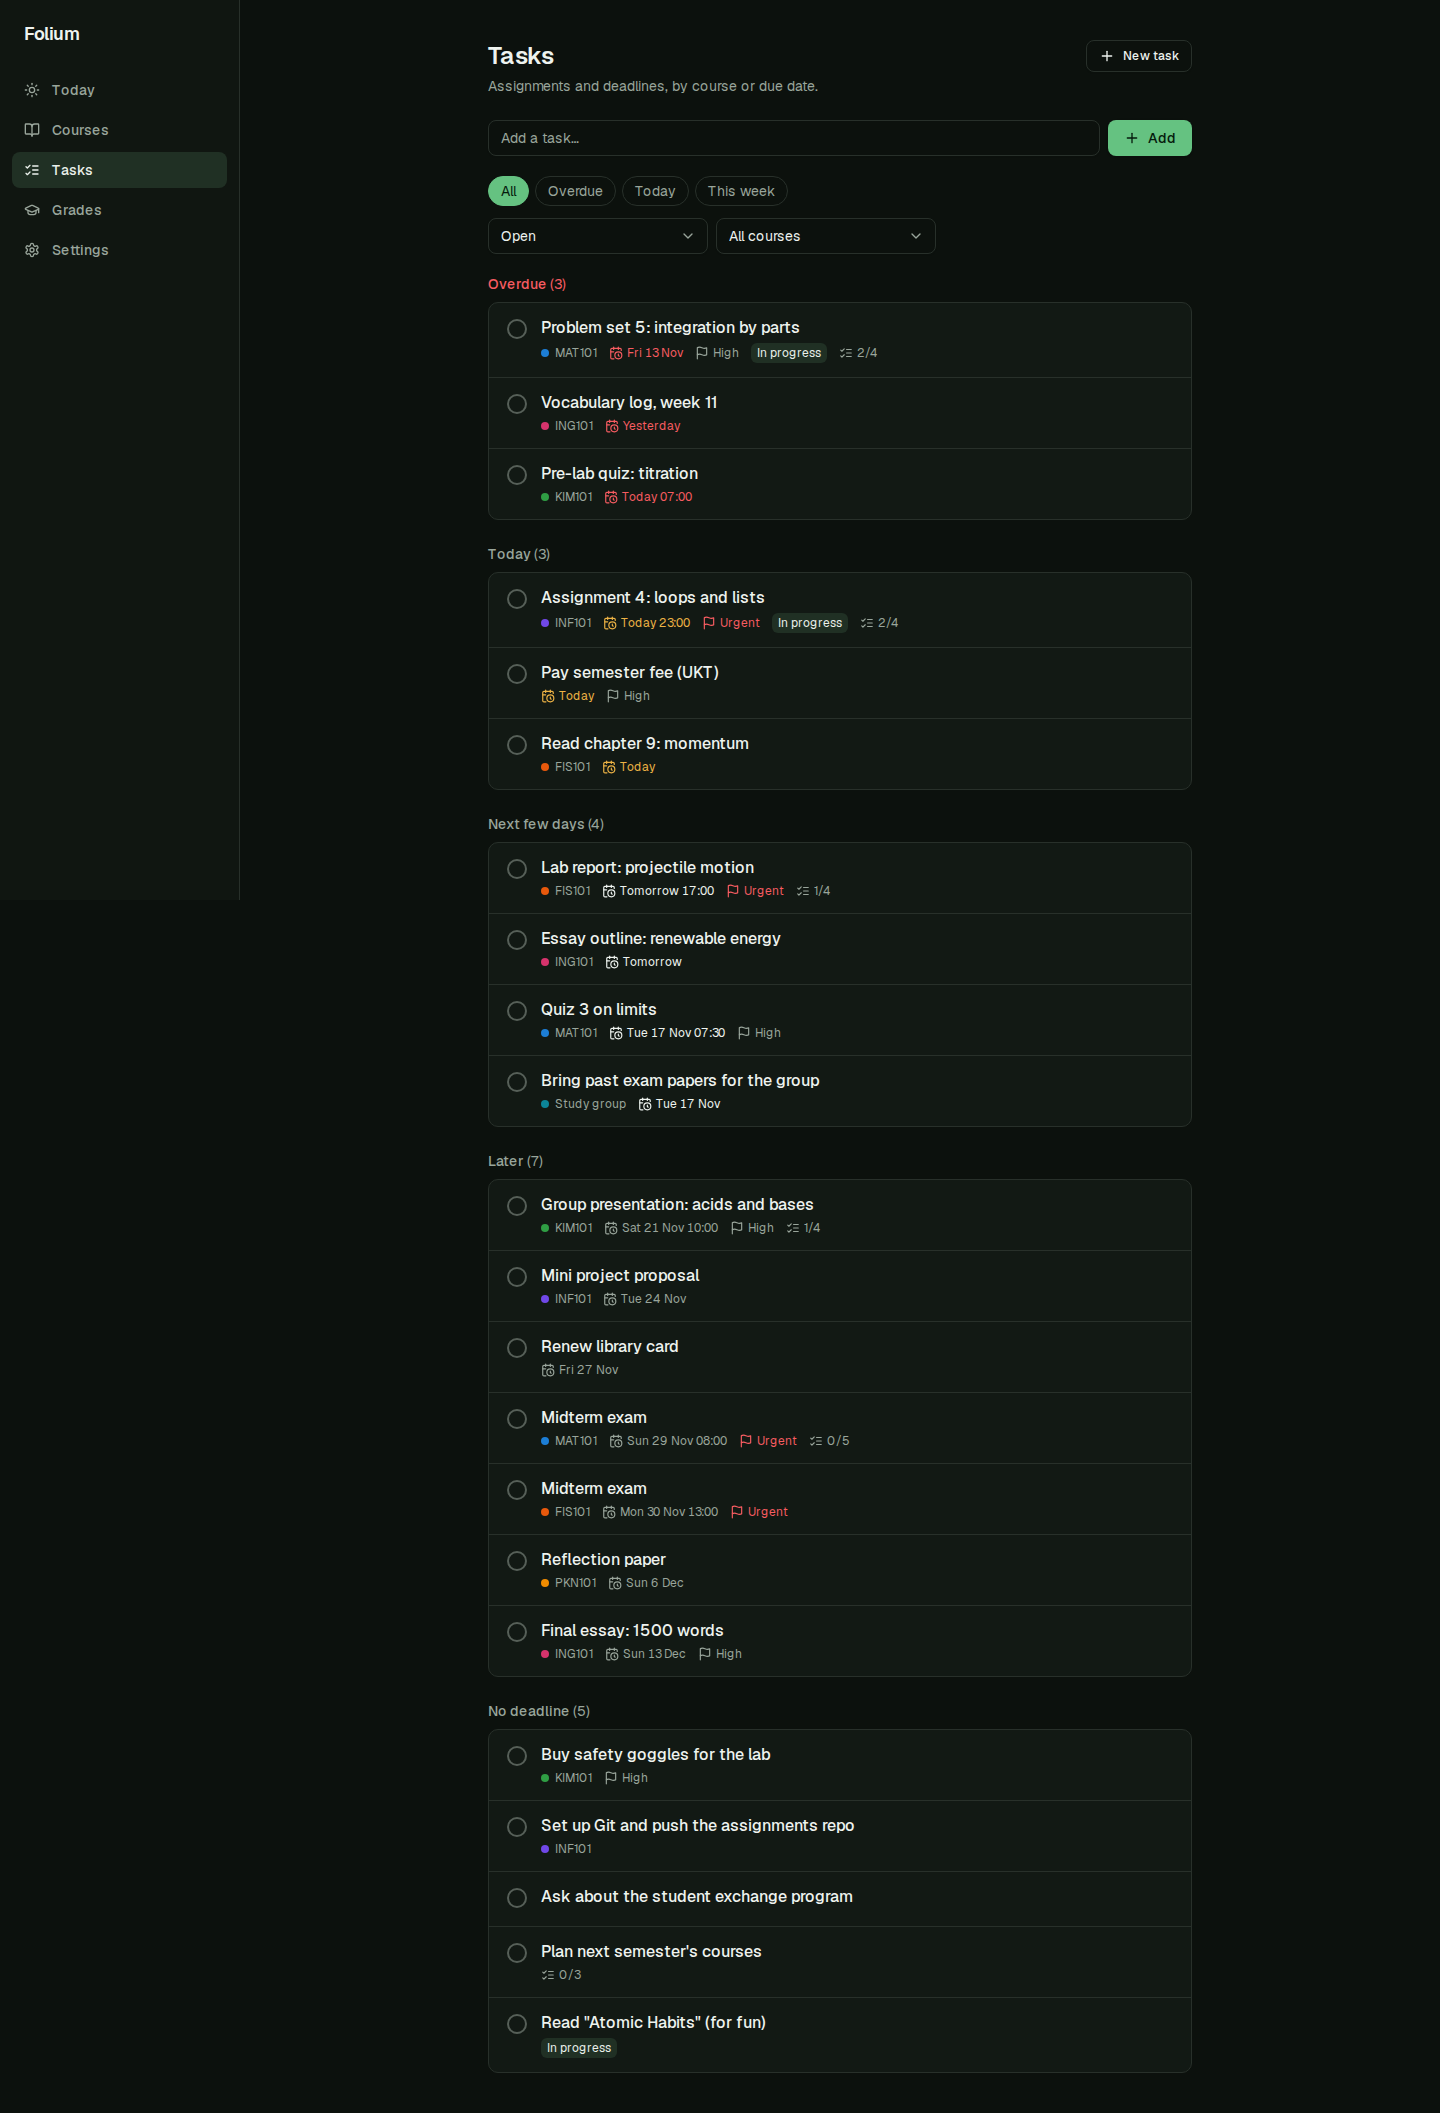 Folium
Today
Courses
Tasks
Grades
Settings
Tasks
New task
Assignments and deadlines, by course or due date.
Add a task…
Add
All Overdue Today This week
Open All courses
Overdue (3)
Problem set 5: integration by parts
MAT101 Fri 13 Nov High In progress 2/4
Vocabulary log, week 11
ING101 Yesterday
Pre-lab quiz: titration
KIM101 Today 07:00
Today (3)
Assignment 4: loops and lists
INF101 Today 23:00 Urgent In progress 2/4
Pay semester fee (UKT)
Today High
Read chapter 9: momentum
FIS101 Today
Next few days (4)
Lab report: projectile motion
FIS101 Tomorrow 17:00 Urgent 1/4
Essay outline: renewable energy
ING101 Tomorrow
Quiz 3 on limits
MAT101 Tue 17 Nov 07:30 High
Bring past exam papers for the group
Study group Tue 17 Nov
Later (7)
Group presentation: acids and bases
KIM101 Sat 21 Nov 10:00 High 1/4
Mini project proposal
INF101 Tue 24 Nov
Renew library card
Fri 27 Nov
Midterm exam
MAT101 Sun 29 Nov 08:00 Urgent 0/5
Midterm exam
FIS101 Mon 30 Nov 13:00 Urgent
Reflection paper
PKN101 Sun 6 Dec
Final essay: 1500 words
ING101 Sun 13 Dec High
No deadline (5)
Buy safety goggles for the lab
KIM101 High
Set up Git and push the assignments repo
INF101
Ask about the student exchange program
Plan next semester's courses
0/3
Read "Atomic Habits" (for fun)
In progress